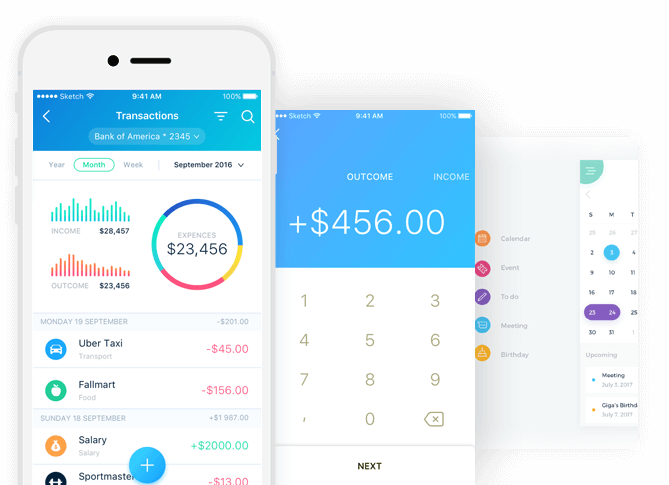 Sketch 9:41 AM 100%
Transactions
Bank of America * 2345
Year Month Week September 2016
INCOME $28,457
OUTCOME $23,456
EXPENCES
$23,456
MONDAY 19 SEPTEMBER -$201.00
Uber Taxi
Transport
-$45.00
Fallmart
Food
-$156.00
SUNDAY 18 SEPTEMBER +$1 987.00
Salary
Salary
+$2000.00
+
Sportmaster
-$13.00
Sketch 9:41 AM 100%
OUTCOME INCOME
+$456.00
1 2 3
4 5 6
7 8 9
, 0
NEXT
Calendar
Event
To do
Meeting
Birthday
S M T
25 26 27
2 3 4
9 10 11
16 17 18
23 24 25
30 31 1
Upcoming
Meeting
July 3, 2017
Giga's Birthd
July 7, 2017